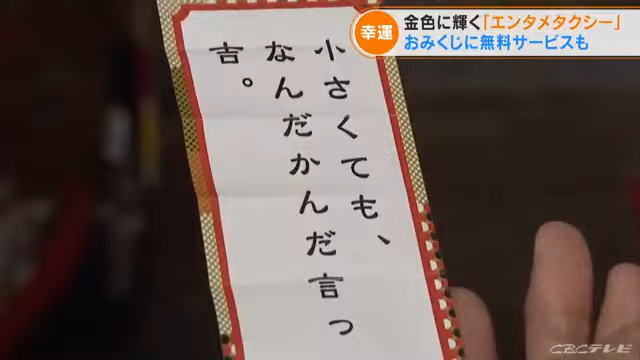 幸運
金色に輝く「エンタメタクシー」
おみくじに無料サービスも
小さくても、
なんだかんだ言っ
吉。
CBCテレビ